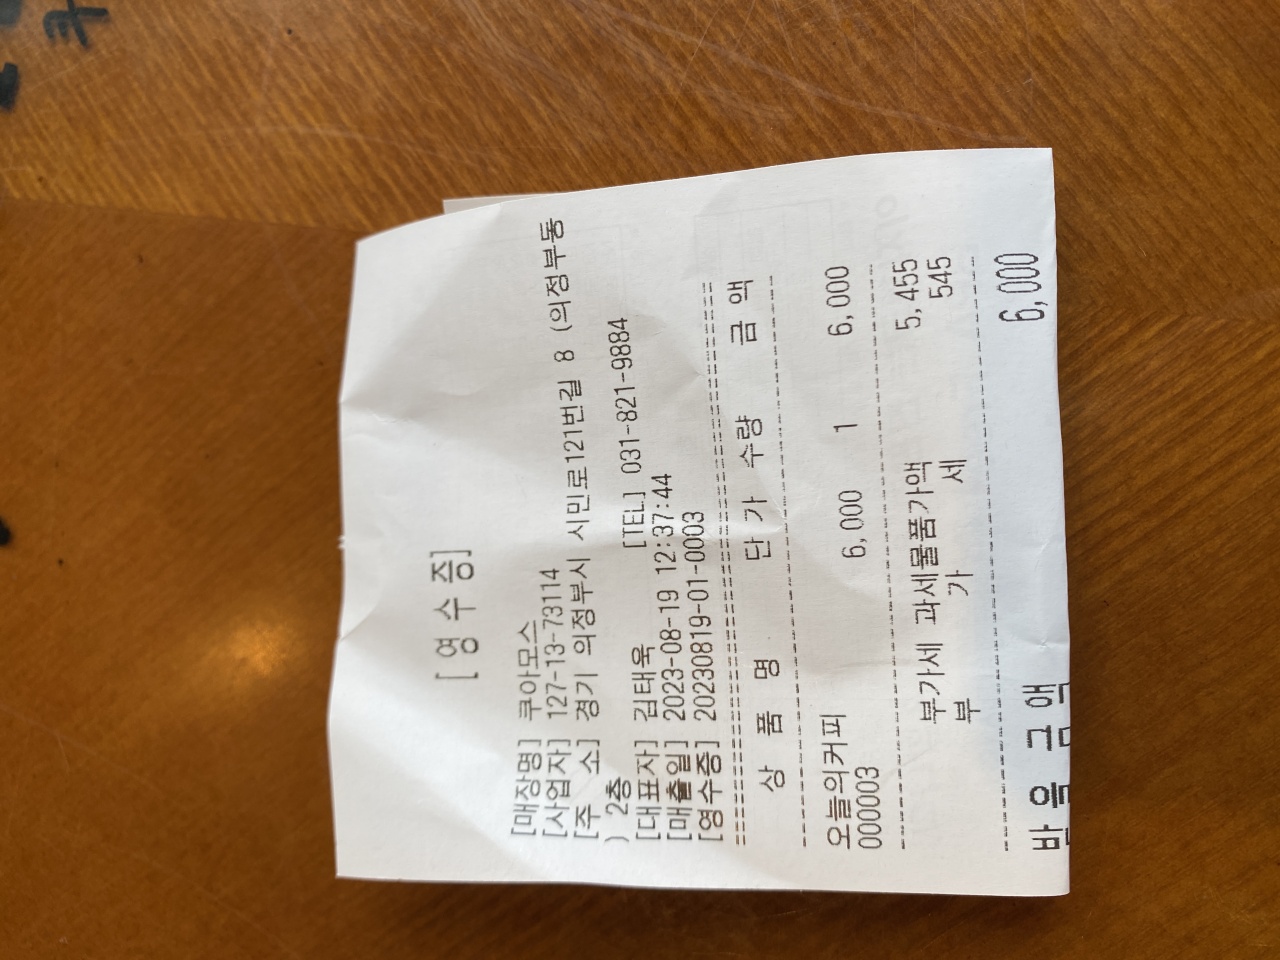 [영 수 증]
[매장명] 쿠아모스
[사업자] 127-13-73114
[주 소] 경기 의정부시 시민로121번길 8 (의정부동
) 2층
[대표자] 김태욱 [TEL] 031-821-9884
[매출일] 2023-08-19 12:37:44
[영수증] 20230819-01-0003
상 품 명 단 가 수량 금 액
오늘의커피 6,000 1 6,000
000003
부가세 과세물품가액 5,455
부 가 세 545
받 을 금 액 6,000